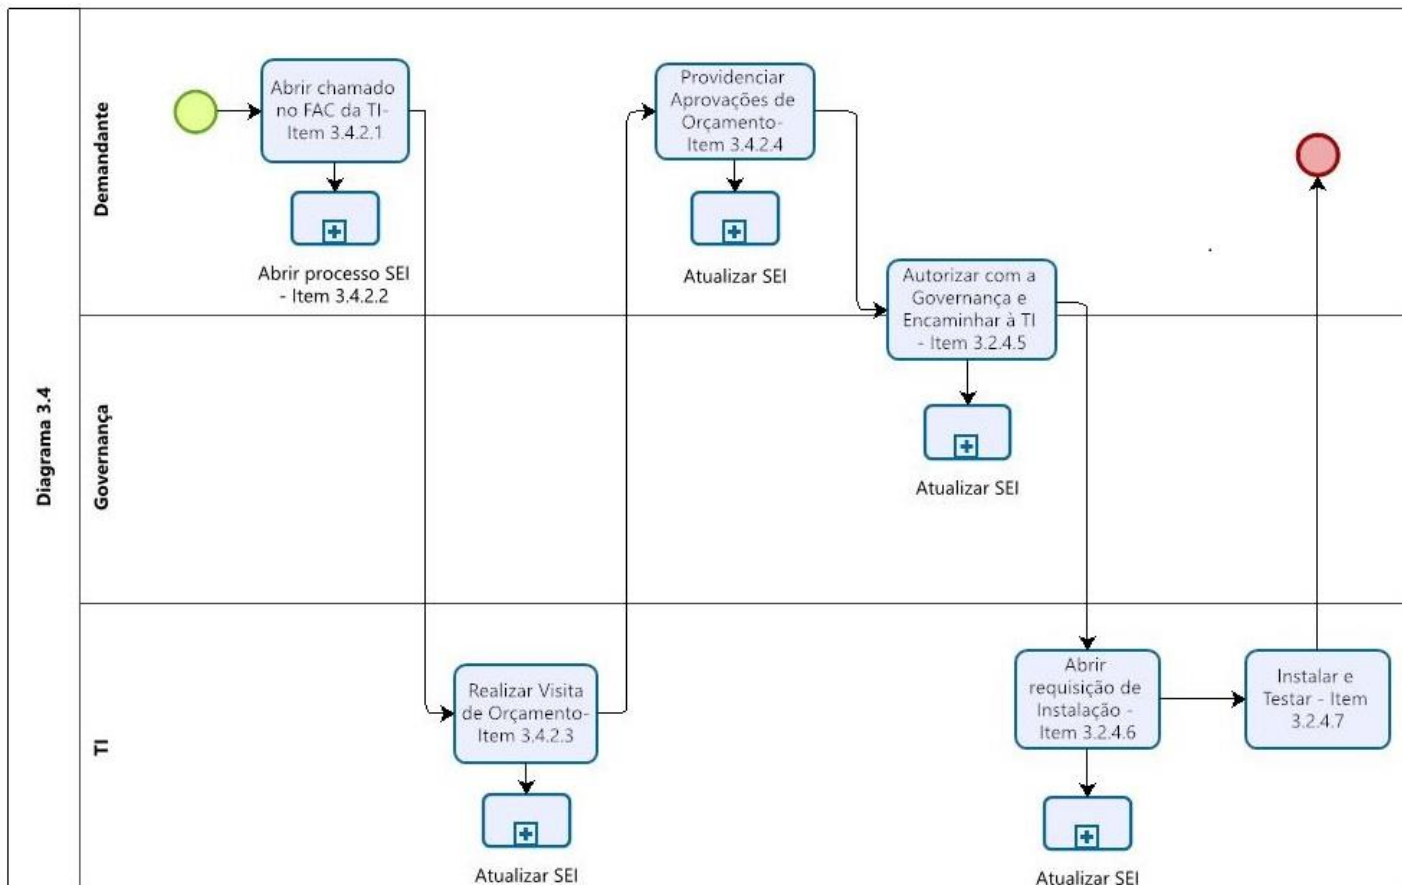 Diagrama 3.4
Demandante
Abrir chamado
no FAC da TI-
Item 3.4.2.1
Abrir processo SEI
- Item 3.4.2.2
Providenciar
Aprovações de
Orçamento-
Item 3.4.2.4
Atualizar SEI
Autorizar com a
Governança e
Encaminhar à TI
- Item 3.2.4.5
Governança
Atualizar SEI
TI
Realizar Visita
de Orçamento-
Item 3.4.2.3
Atualizar SEI
Abrir
requisição de
Instalação -
Item 3.2.4.6
Atualizar SEI
Instalar e
Testar - Item
3.2.4.7